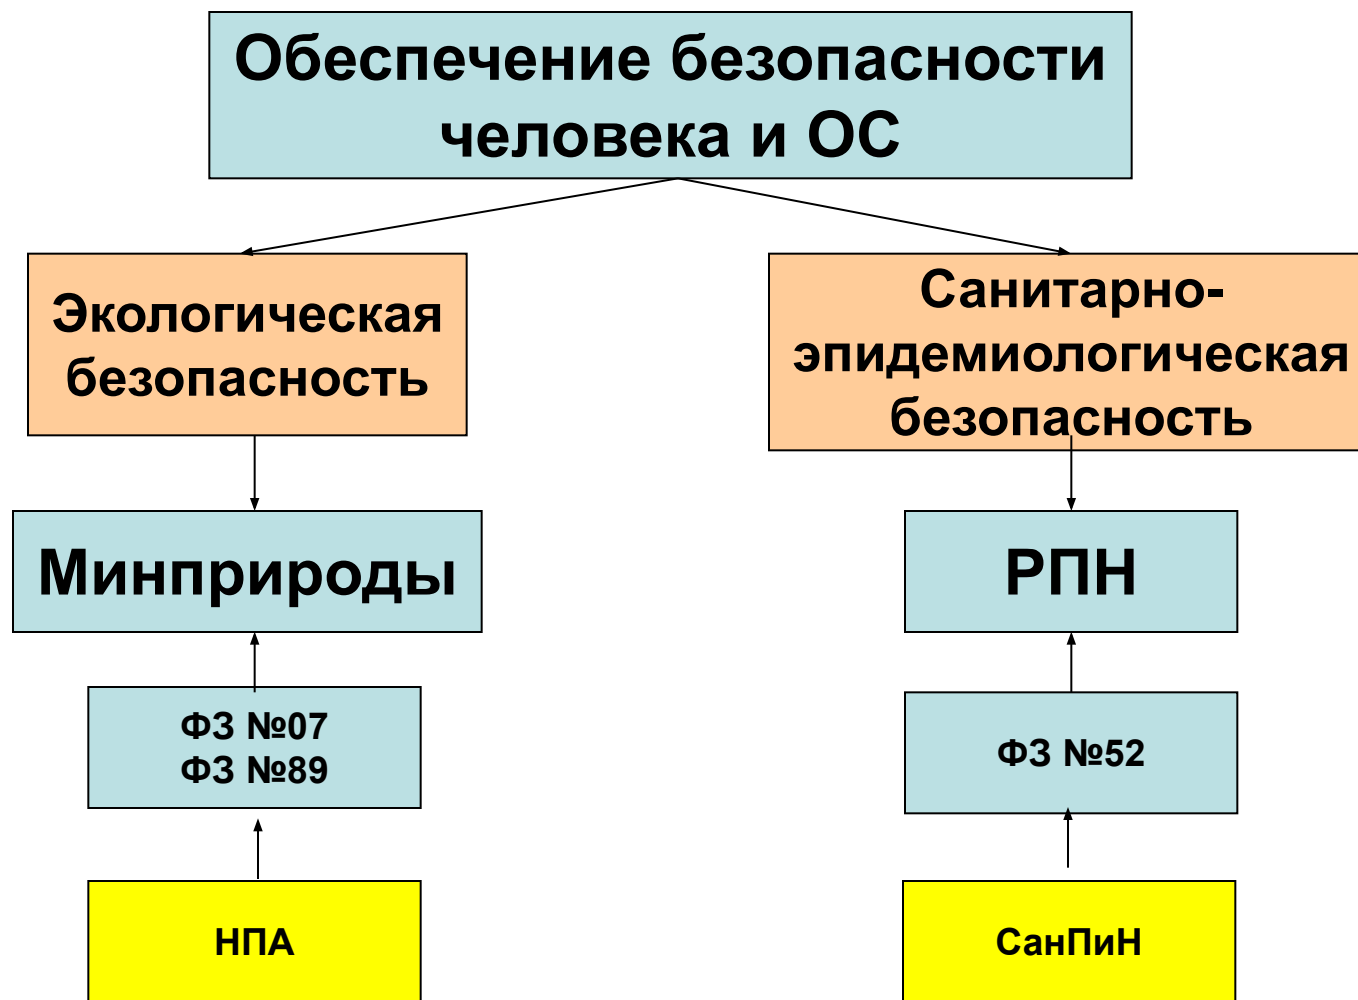 Обеспечение безопасности
человека и ОС
Экологическая
безопасность
Санитарно-
эпидемиологическая
безопасность
Минприроды
РПН
ФЗ №07
ФЗ №89
ФЗ №52
НПА
СанПиН